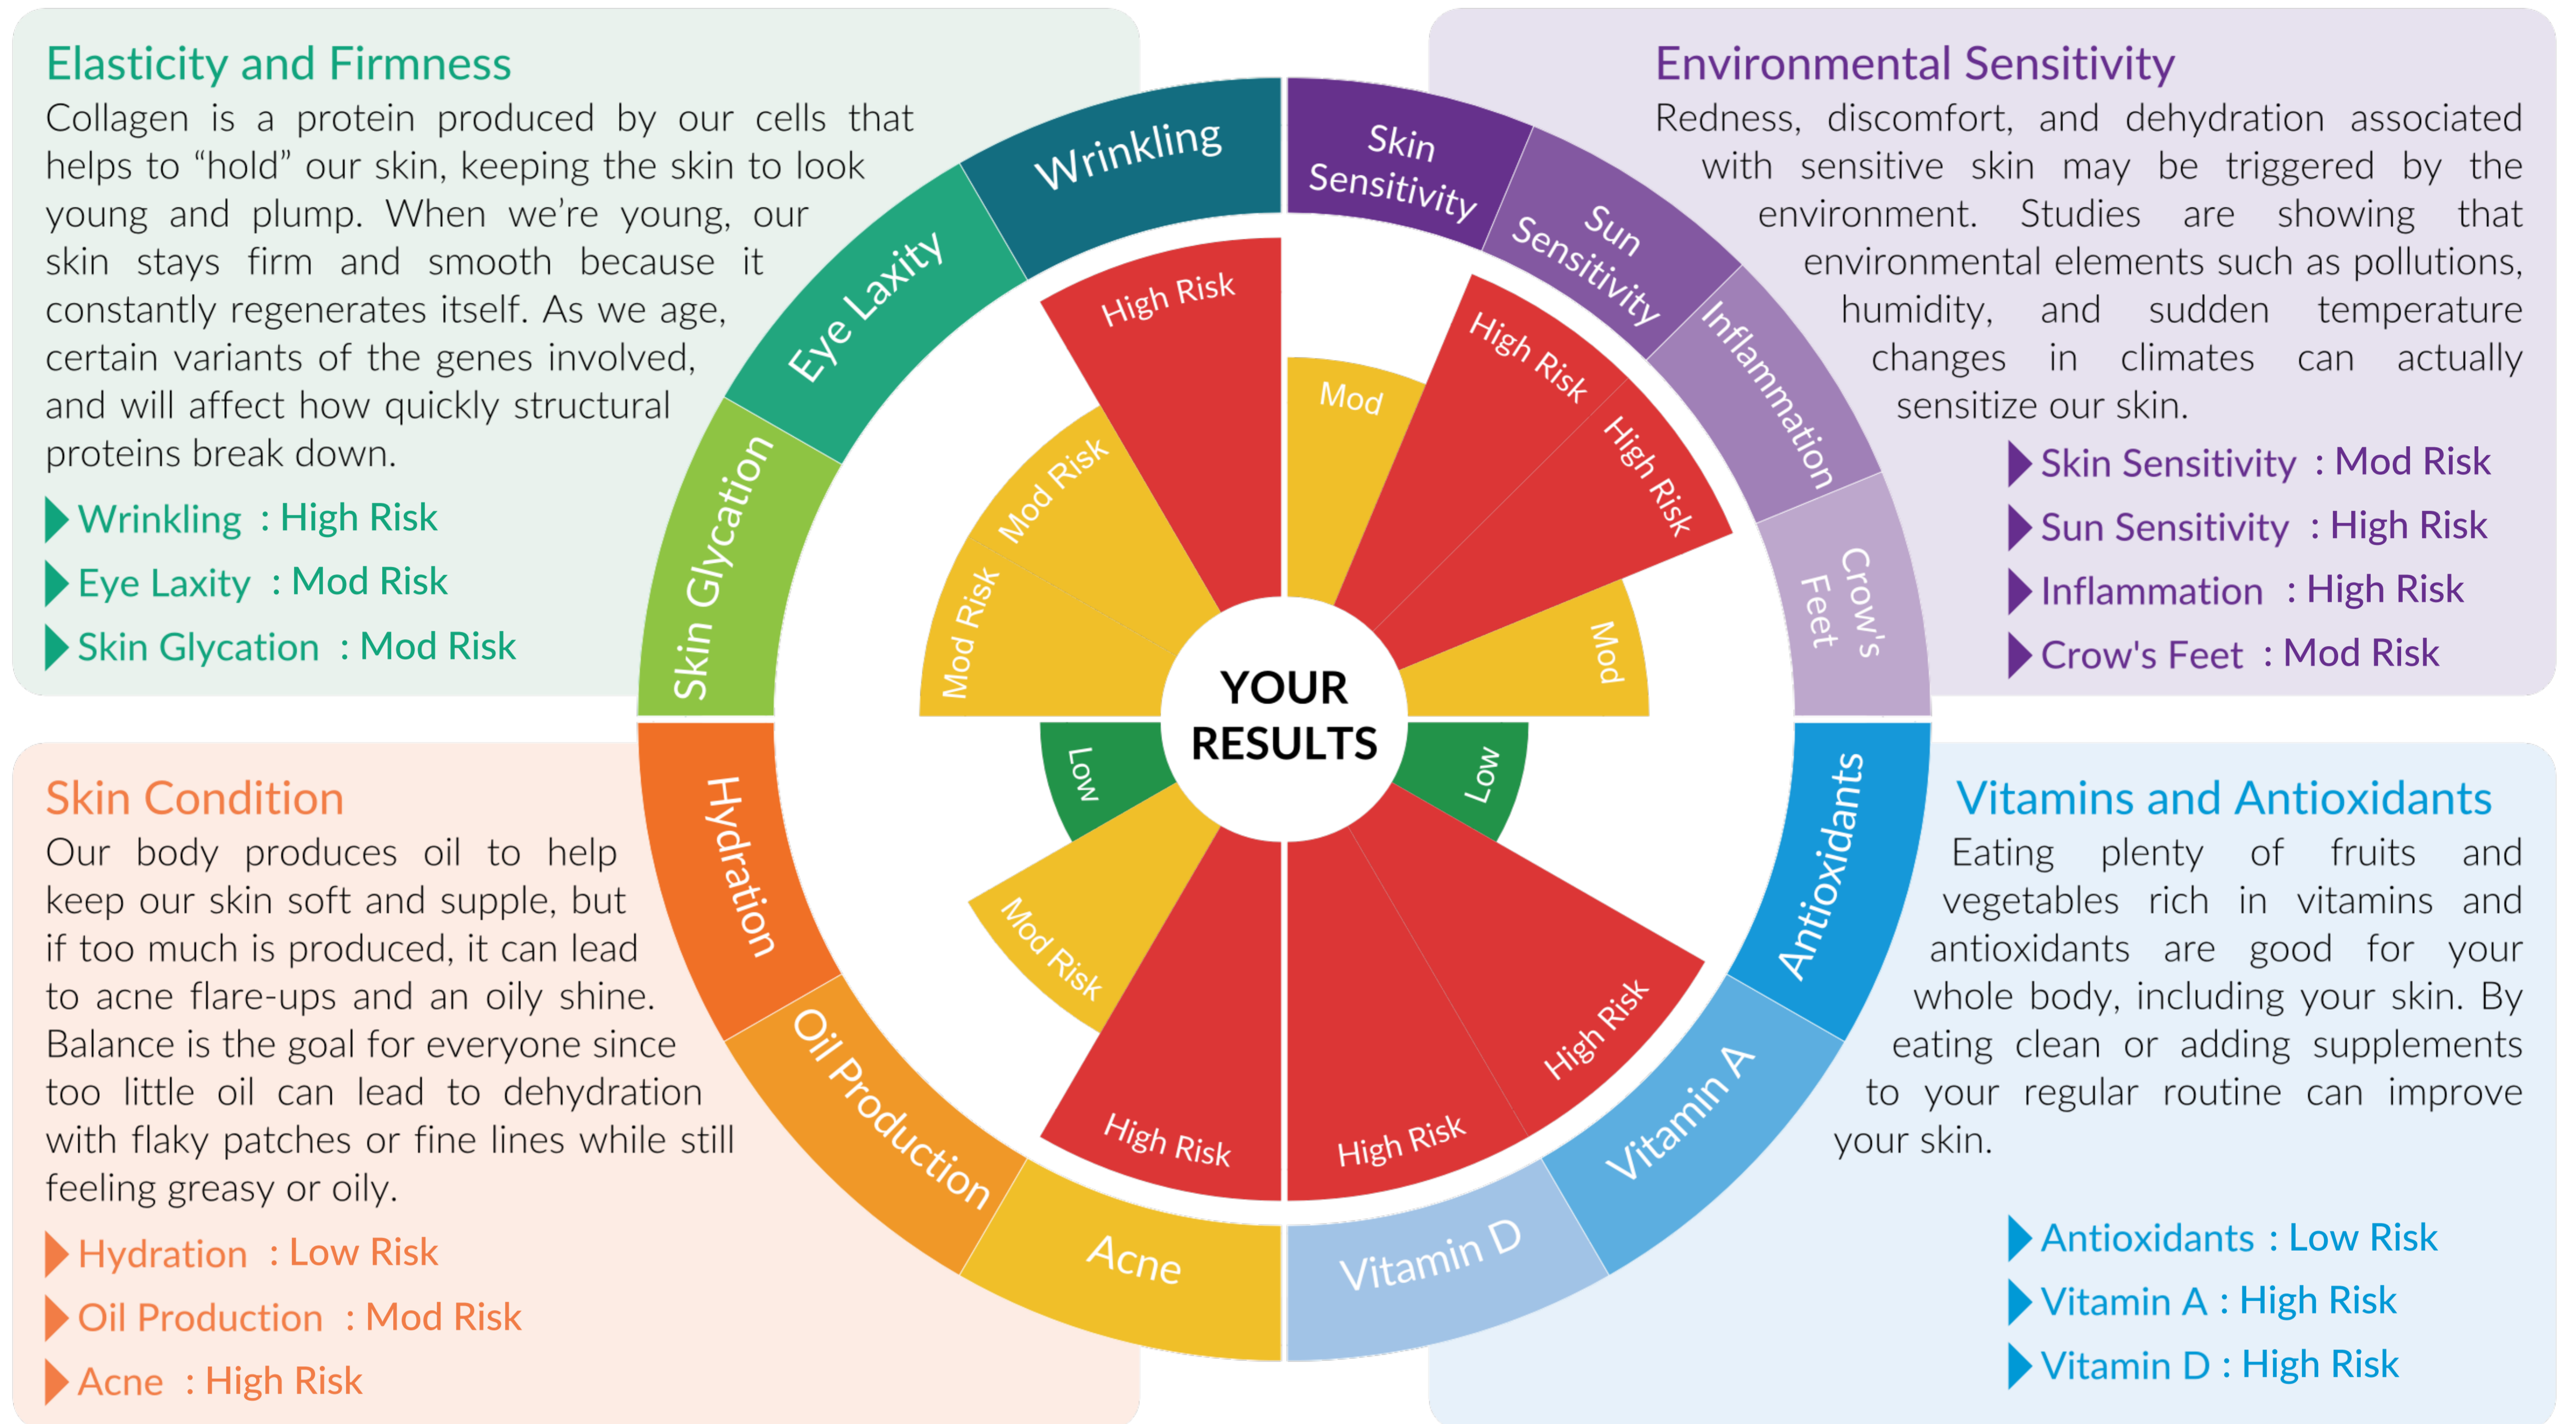 Elasticity and Firmness
Collagen is a protein produced by our cells that
helps to “hold” our skin, keeping the skin to look
young and plump. When we’re young, our
skin stays firm and smooth because it
constantly regenerates itself. As we age,
certain variants of the genes involved,
and will affect how quickly structural
proteins break down.
Wrinkling : High Risk
Eye Laxity : Mod Risk
Skin Glycation : Mod Risk
Environmental Sensitivity
Redness, discomfort, and dehydration associated
with sensitive skin may be triggered by the
environment. Studies are showing that
environmental elements such as pollutions,
humidity, and sudden temperature
changes in climates can actually
sensitize our skin.
Skin Sensitivity : Mod Risk
Sun Sensitivity : High Risk
Inflammation : High Risk
Crow's Feet : Mod Risk
Wrinkling
Eye Laxity
Skin Glycation
Skin
Sensitivity
Sun
Sensitivity
Inflammation
Crow's
Feet
High Risk
Mod Risk
Mod Risk
Mod
High Risk
High Risk
Mod
YOUR
RESULTS
Low
Mod Risk
High Risk
Low
High Risk
High Risk
Hydration
Oil Production
Acne
Antioxidants
Vitamin A
Vitamin D
Skin Condition
Our body produces oil to help
keep our skin soft and supple, but
if too much is produced, it can lead
to acne flare-ups and an oily shine.
Balance is the goal for everyone since
too little oil can lead to dehydration
with flaky patches or fine lines while still
feeling greasy or oily.
Hydration : Low Risk
Oil Production : Mod Risk
Acne : High Risk
Vitamins and Antioxidants
Eating plenty of fruits and
vegetables rich in vitamins and
antioxidants are good for your
whole body, including your skin. By
eating clean or adding supplements
to your regular routine can improve
your skin.
Antioxidants : Low Risk
Vitamin A : High Risk
Vitamin D : High Risk